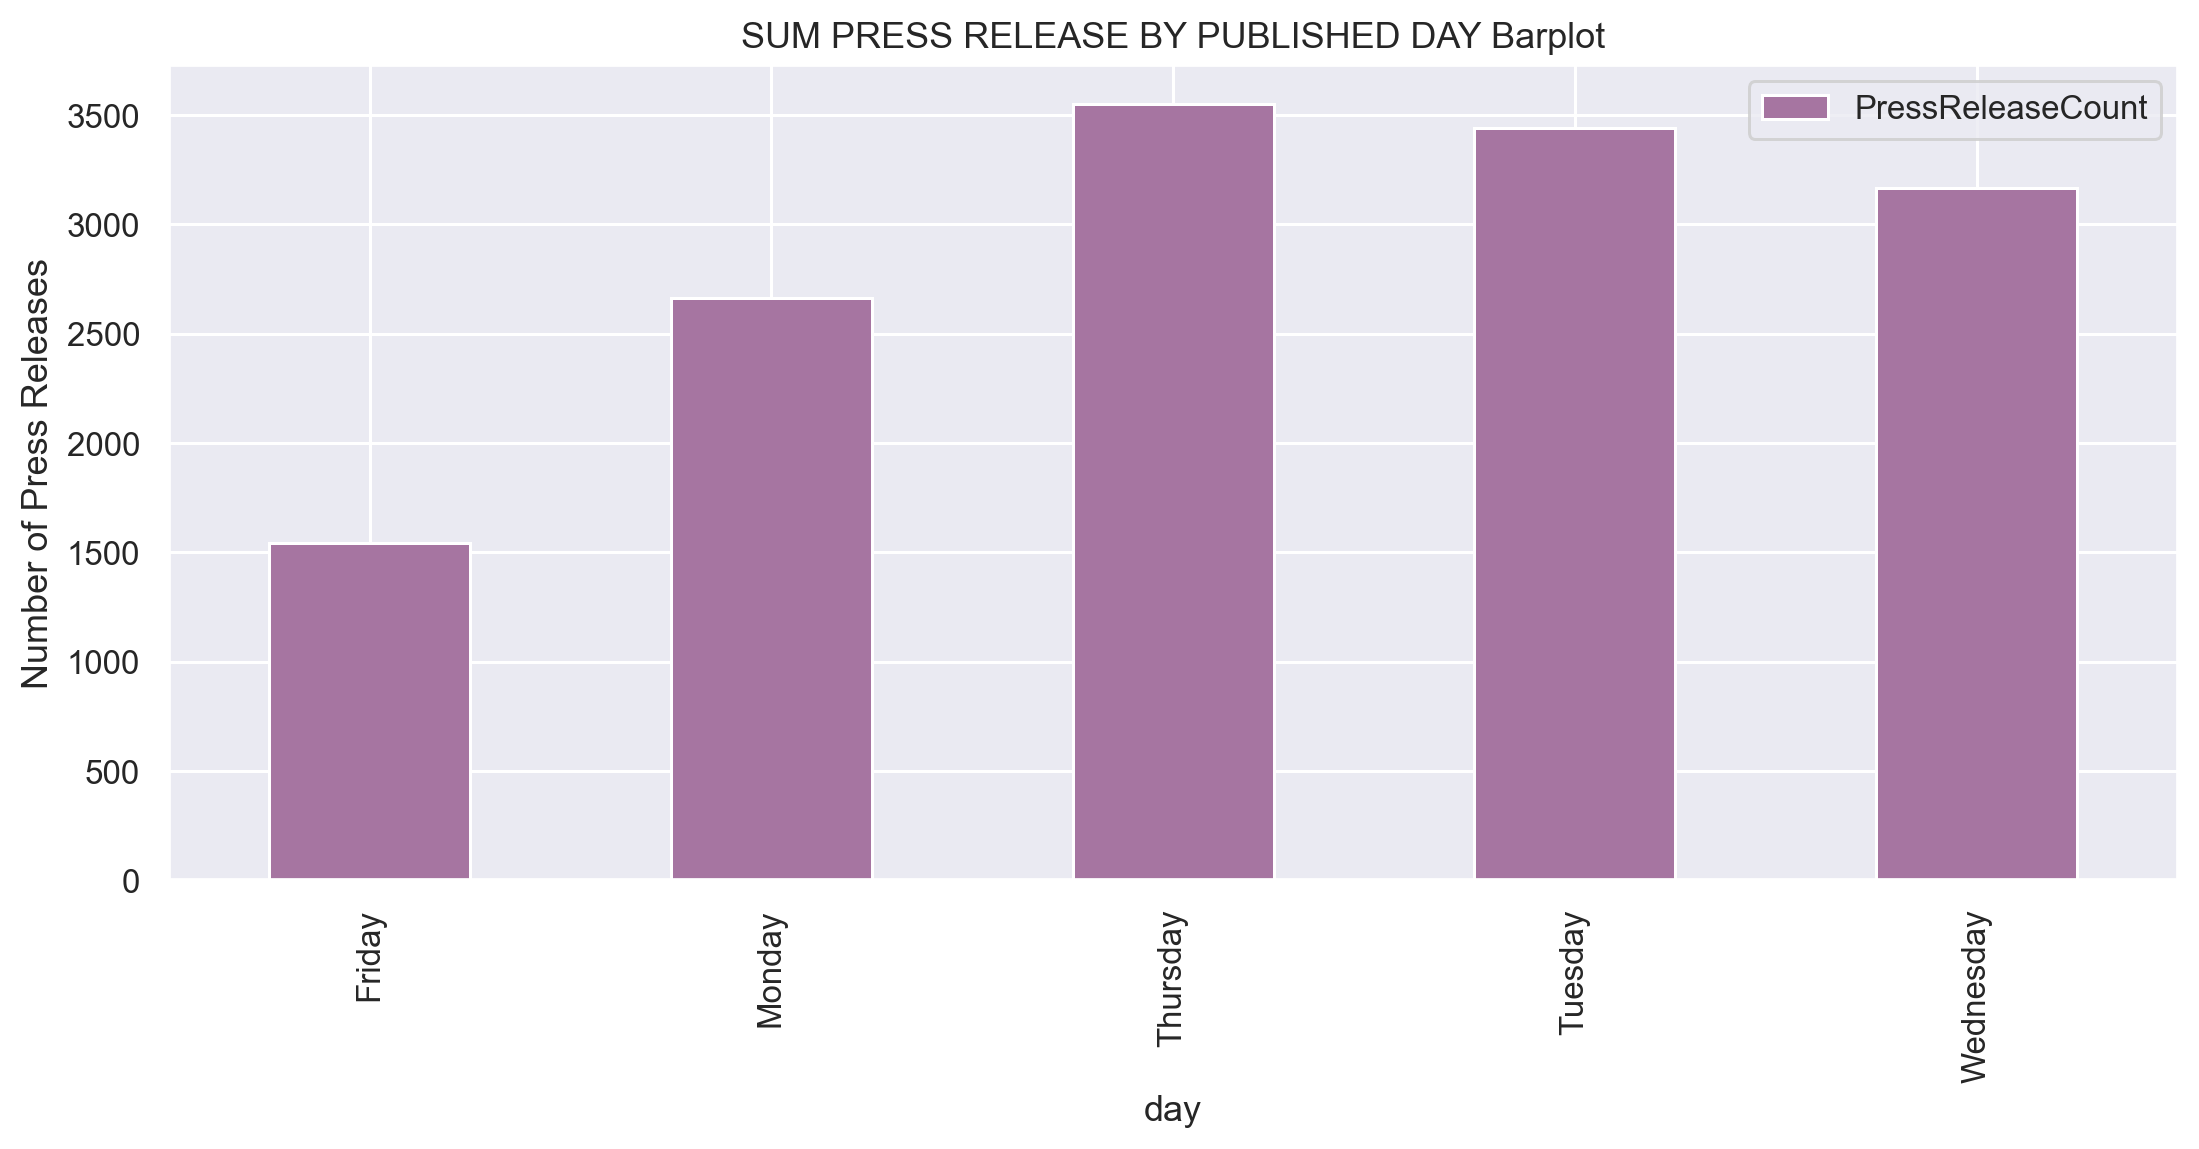 SUM PRESS RELEASE BY PUBLISHED DAY Barplot
PressReleaseCount
Number of Press Releases
3500
3000
2500
2000
1500
1000
500
0
Friday
Monday
Thursday
Tuesday
Wednesday
day